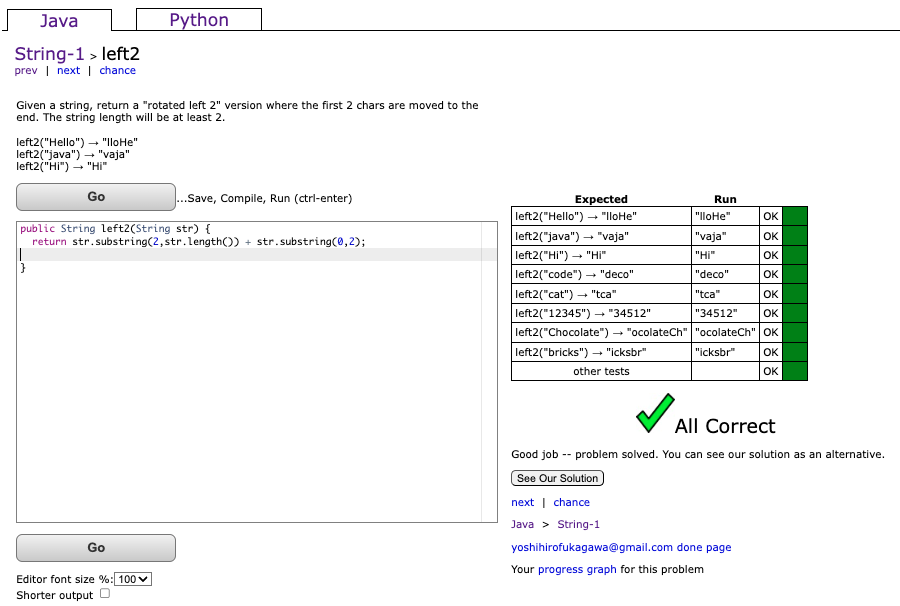 Java Python
String-1 > left2
prev | next | chance
Given a string, return a "rotated left 2" version where the first 2 chars are moved to the
end. The string length will be at least 2.
left2("Hello") → "lloHe"
left2("java") → "vaja"
left2("Hi") → "Hi"
Go ...Save, Compile, Run (ctrl-enter)
public String left2(String str) {
return str.substring(2,str.length()) + str.substring(0,2);
}
Go
Editor font size %: 100
Shorter output
Expected Run
left2("Hello") → "lloHe" "lloHe" OK
left2("java") → "vaja" "vaja" OK
left2("Hi") → "Hi" "Hi" OK
left2("code") → "deco" "deco" OK
left2("cat") → "tca" "tca" OK
left2("12345") → "34512" "34512" OK
left2("Chocolate") → "ocolateCh" "ocolateCh" OK
left2("bricks") → "icksbr" "icksbr" OK
other tests OK
All Correct
Good job -- problem solved. You can see our solution as an alternative.
See Our Solution
next | chance
Java > String-1
yoshihirofukagawa@gmail.com done page
Your progress graph for this problem